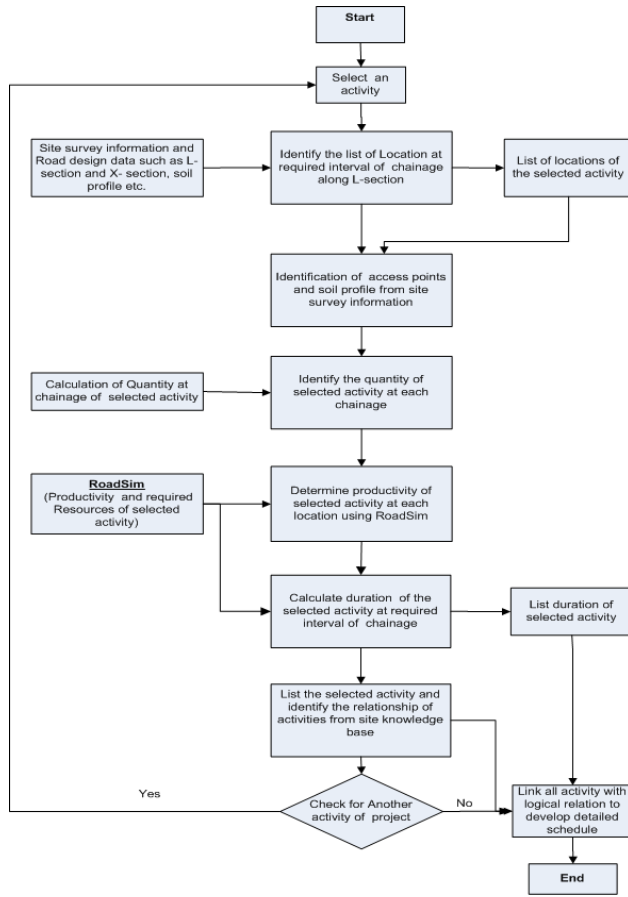 Start
Select an
activity
Site survey information and
Road design data such as L-
section and X- section, soil
profile etc.
Identify the list of Location at
required interval of chainage
along L-section
List of locations of
the selected activity
Identification of access points
and soil profile from site
survey information
Calculation of Quantity at
chainage of selected activity
Identify the quantity of
selected activity at each
chainage
RoadSim
(Productivity and required
Resources of selected
activity)
Determine productivity of
selected activity at each
location using RoadSim
Calculate duration of the
selected activity at required
interval of chainage
List duration of
selected activity
List the selected activity and
identify the relationship of
activities from site knowledge
base
Yes
Check for Another
activity of project
No
Link all activity with
logical relation to
develop detailed
schedule
End